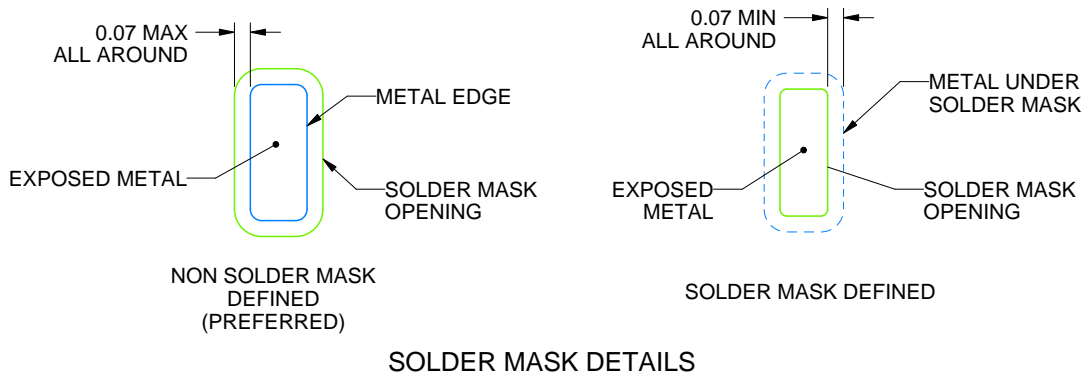 0.07 MAX
ALL AROUND
METAL EDGE
EXPOSED METAL
SOLDER MASK
OPENING
NON SOLDER MASK
DEFINED
(PREFERRED)
0.07 MIN
ALL AROUND
METAL UNDER
SOLDER MASK
EXPOSED
METAL
SOLDER MASK
OPENING
SOLDER MASK DEFINED
SOLDER MASK DETAILS